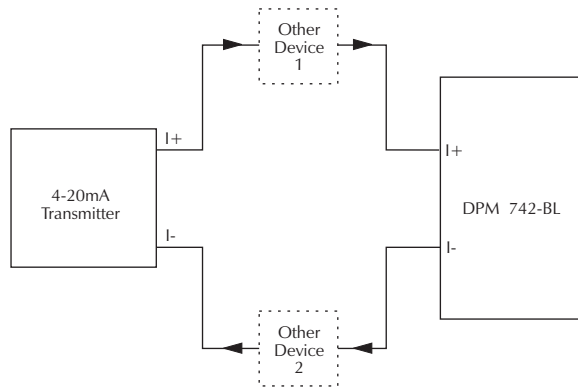 Other
Device
1
I+
I+
4-20mA
Transmitter
DPM 742-BL
I-
I-
Other
Device
2